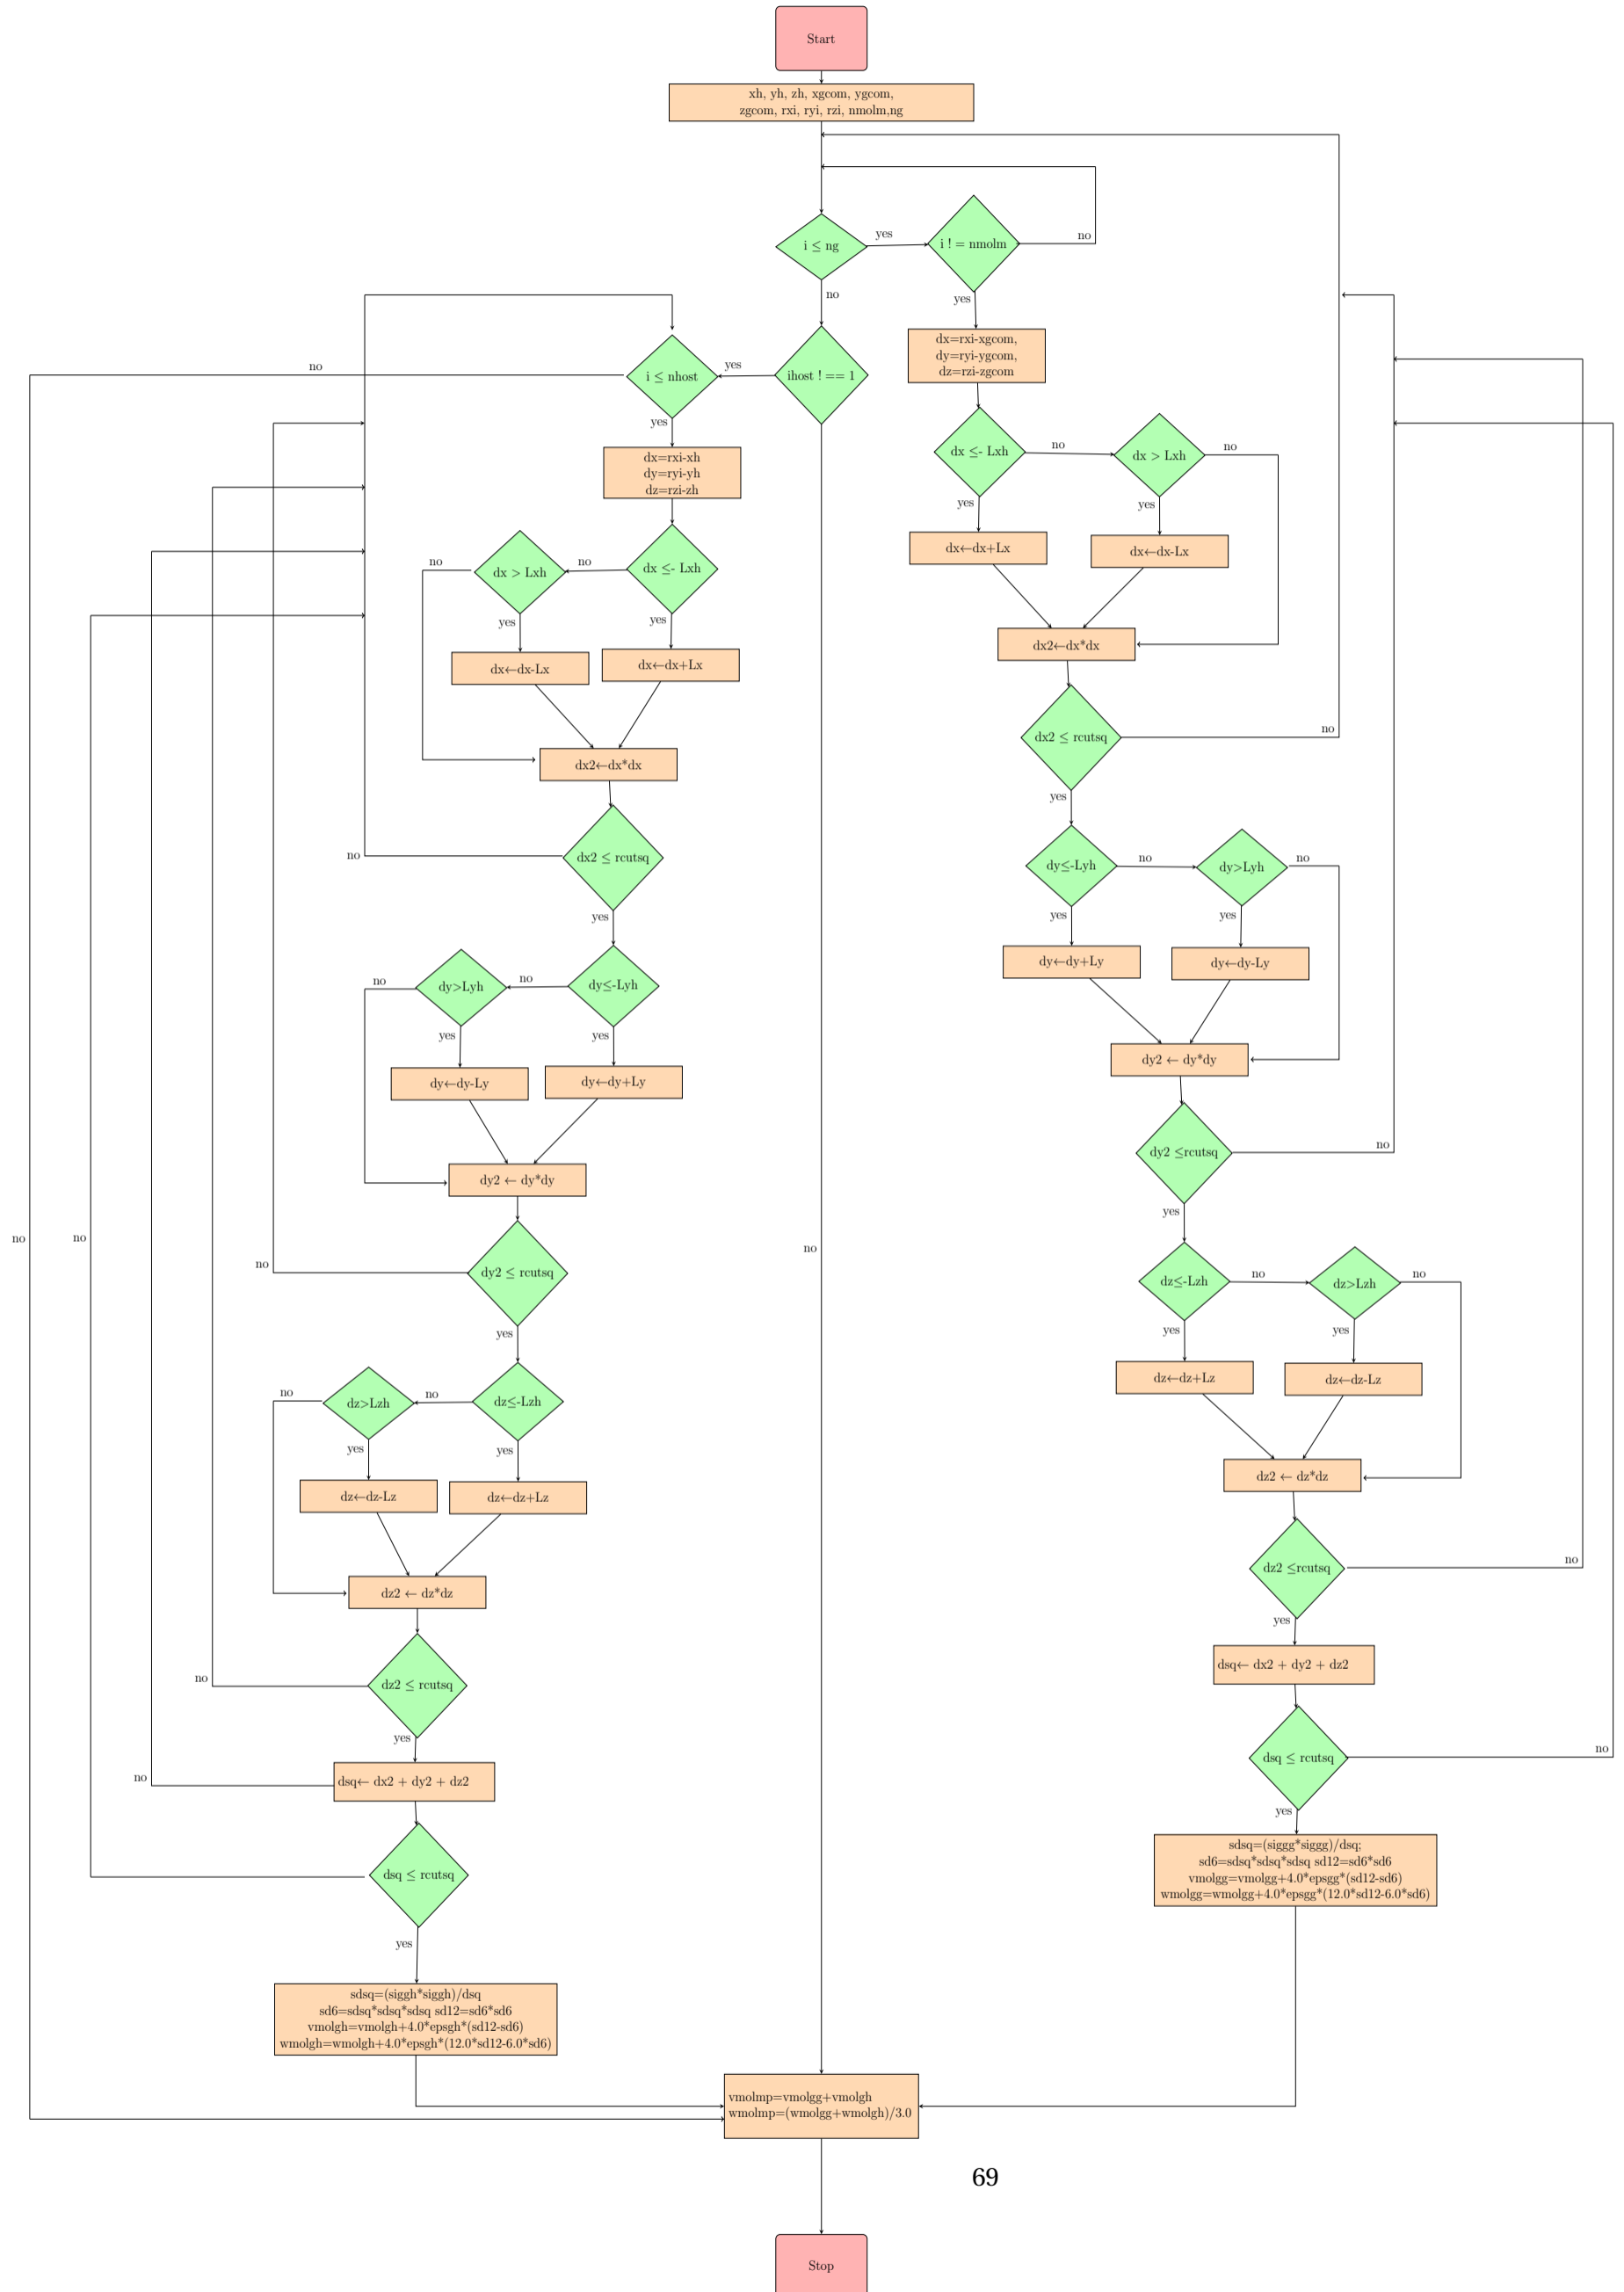 Start
xh, yh, zh, xgcom, ygcom,
zgcom, rxi, ryi, rzi, nmolm,ng
i ≤ ng
yes
i ! = nmolm
no
no
yes
dx=rxi-xgcom,
dy=ryi-ygcom,
dz=rzi-zgcom
ihost ! == 1
yes
no
i ≤ nhost
no
no
yes
dx=rxi-xh
dy=ryi-yh
dz=rzi-zh
dx ≤- Lxh
no
dx > Lxh
no
yes
yes
dx←dx-Lx
dx←dx+Lx
dx2←dx*dx
dx2 ≤ rcutsq
no
yes
dy≤-Lyh
no
dy>Lyh
no
yes
yes
dy←dy-Ly
dy←dy+Ly
dy2 ← dy*dy
dy2 ≤ rcutsq
no
yes
dz≤-Lzh
no
dz>Lzh
no
yes
yes
dz←dz-Lz
dz←dz+Lz
dz2 ← dz*dz
dz2 ≤ rcutsq
no
yes
dsq← dx2 + dy2 + dz2
no
dsq ≤ rcutsq
no
yes
sdsq=(siggh*siggh)/dsq
sd6=sdsq*sdsq*sdsq sd12=sd6*sd6
vmolgh=vmolgh+4.0*epsgh*(sd12-sd6)
wmolgh=wmolgh+4.0*epsgh*(12.0*sd12-6.0*sd6)
dx ≤- Lxh
no
dx > Lxh
no
yes
yes
dx←dx+Lx
dx←dx-Lx
dx2←dx*dx
dx2 ≤ rcutsq
no
yes
dy≤-Lyh
no
dy>Lyh
no
yes
yes
dy←dy+Ly
dy←dy-Ly
dy2 ← dy*dy
dy2 ≤rcutsq
no
yes
dz≤-Lzh
no
dz>Lzh
no
yes
yes
dz←dz+Lz
dz←dz-Lz
dz2 ← dz*dz
dz2 ≤rcutsq
no
yes
dsq← dx2 + dy2 + dz2
dsq ≤ rcutsq
no
yes
sdsq=(siggg*siggg)/dsq;
sd6=sdsq*sdsq*sdsq sd12=sd6*sd6
vmolgg=vmolgg+4.0*epsgg*(sd12-sd6)
wmolgg=wmolgg+4.0*epsgg*(12.0*sd12-6.0*sd6)
vmolmp=vmolgg+vmolgh
wmolmp=(wmolgg+wmolgh)/3.0
69
Stop